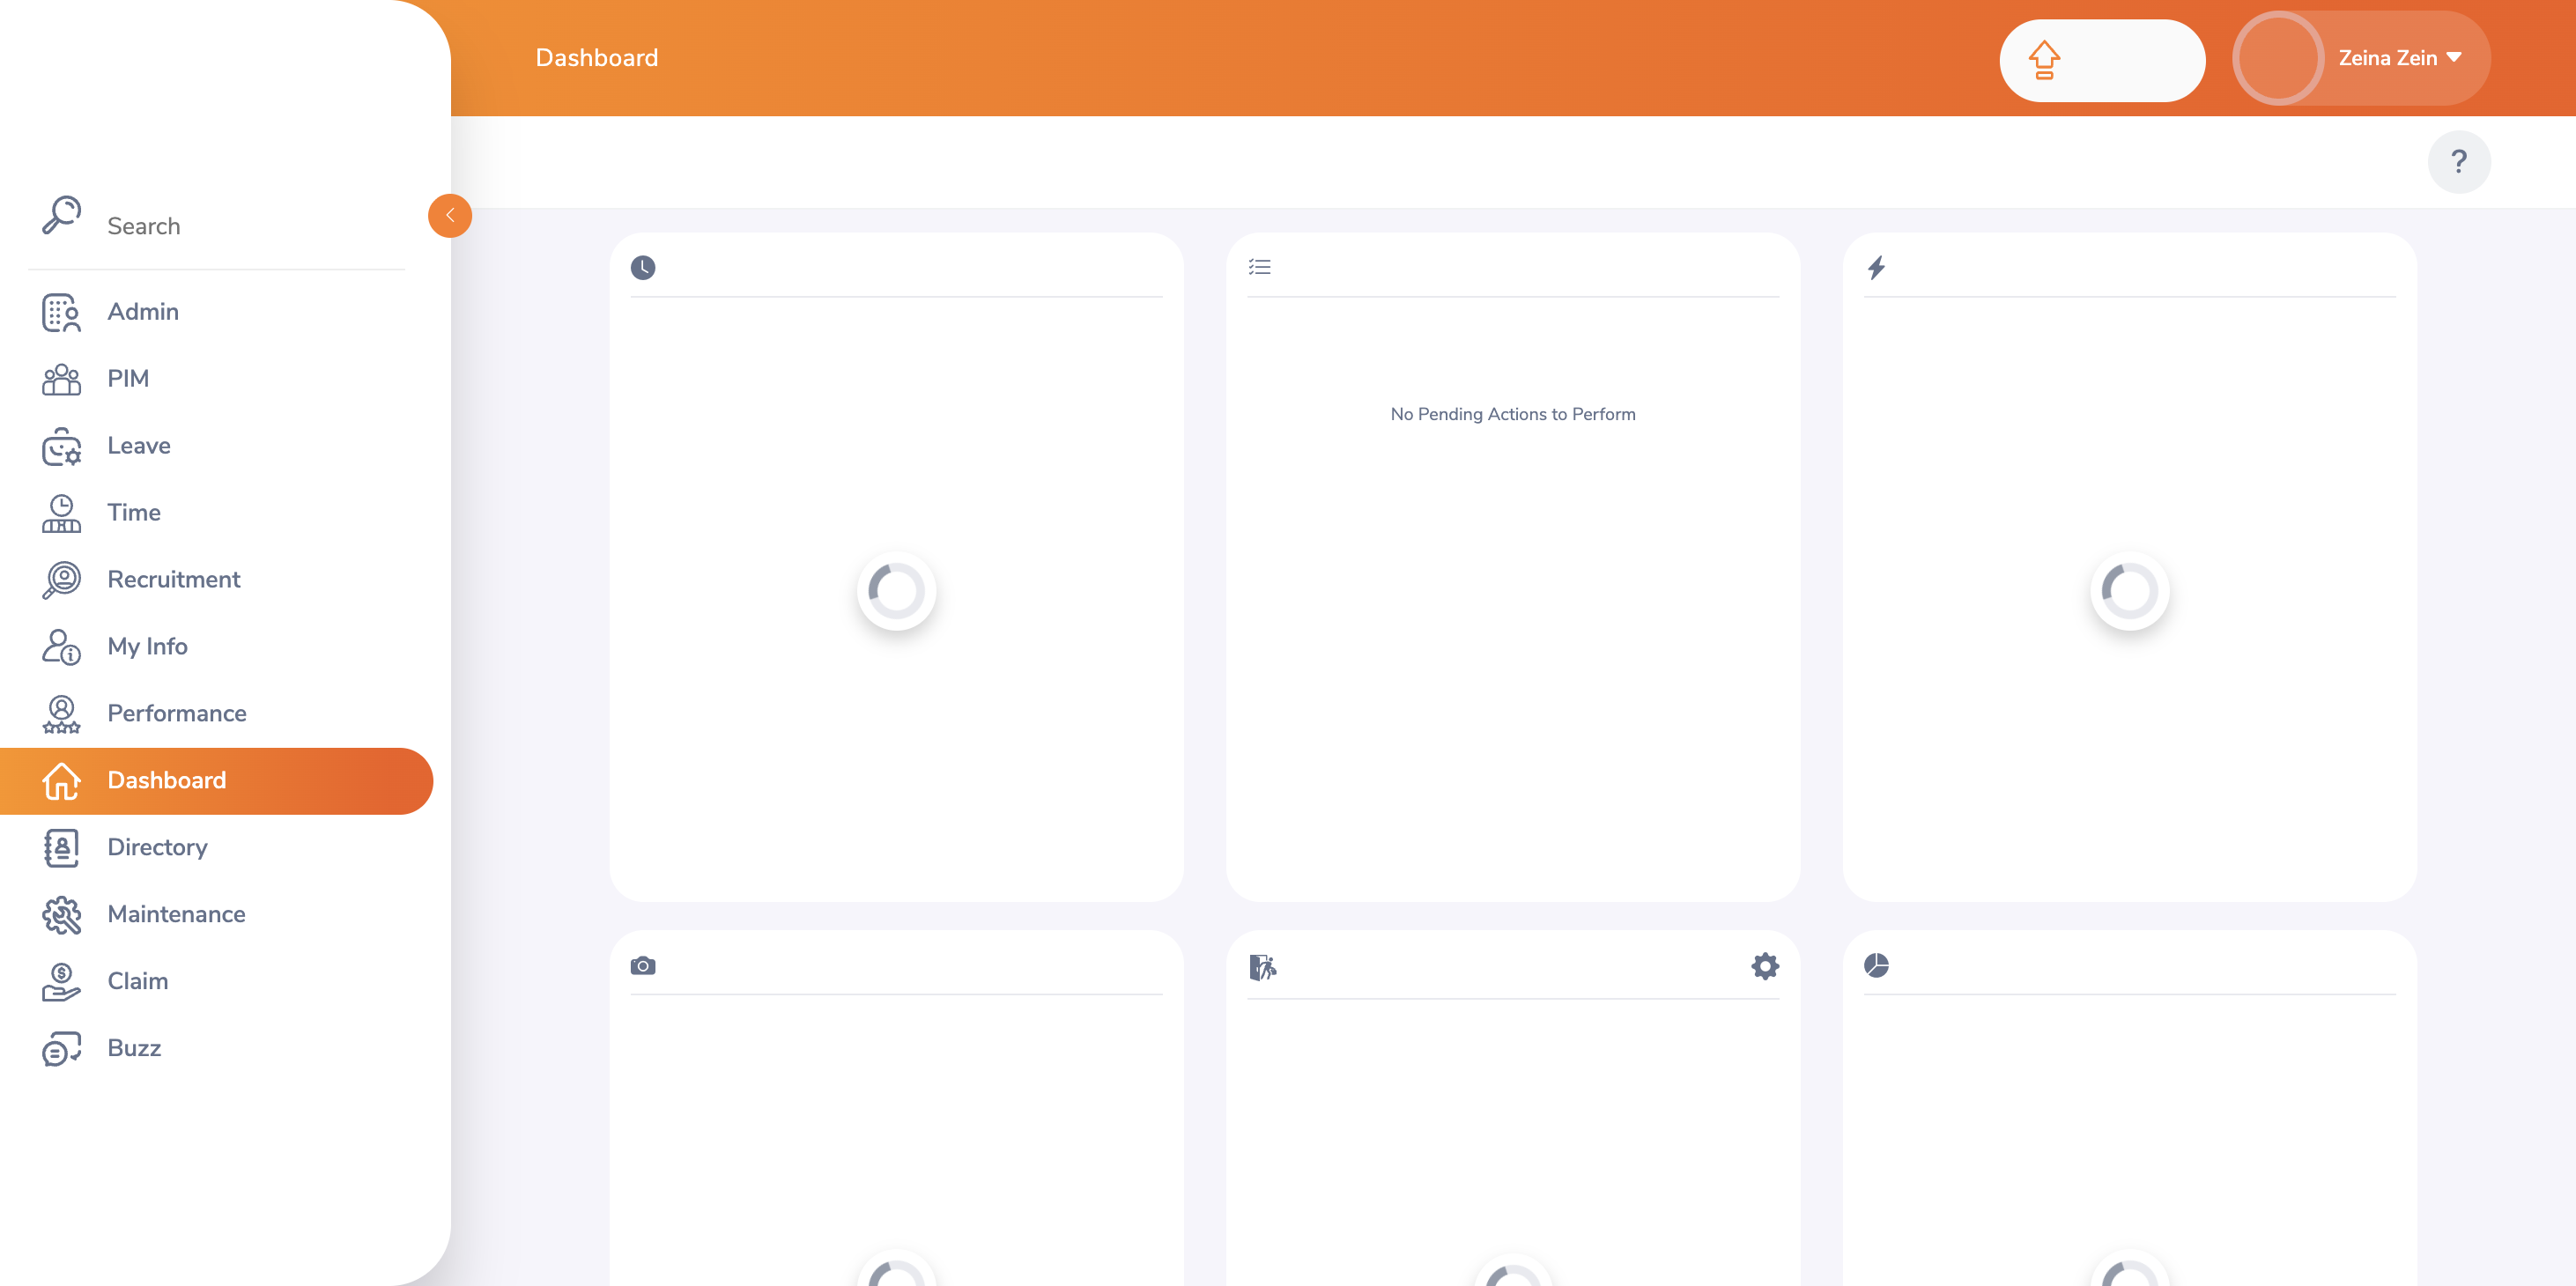 Dashboard
Zeina Zein
?
Search
Admin
PIM
Leave
Time
Recruitment
My Info
Performance
Dashboard
Directory
Maintenance
Claim
Buzz
No Pending Actions to Perform